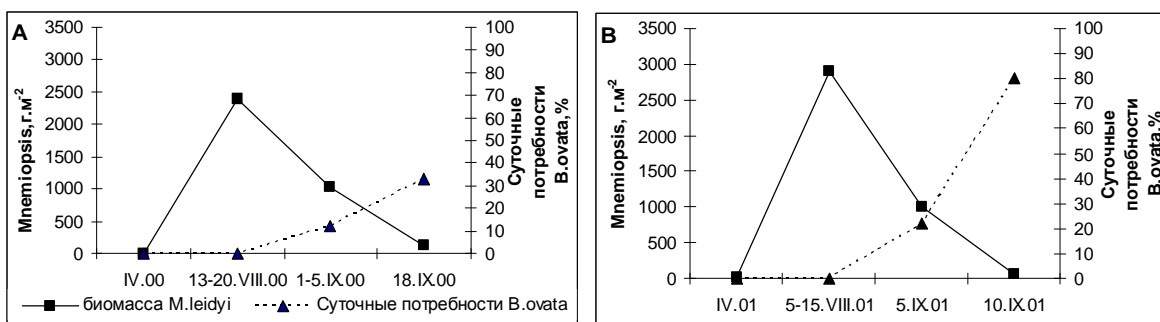 A
3500
3000
2500
2000
1500
1000
500
0
Mnemiopsis,г.м-2
100
90
80
70
60
50
40
30
20
10
0
Суточные
потребности
B.ovata,%
IV.00 13-20.VIII.00 1-5.IX.00 18.IX.00
биомасса M.leidyi Суточные потребности B.ovata
B
3500
3000
2500
2000
1500
1000
500
0
Mnemiopsis, г.м-2
100
90
80
70
60
50
40
30
20
10
0
Суточные
потребности
B.ovata,%
IV.01 5-15.VIII.01 5.IX.01 10.IX.01